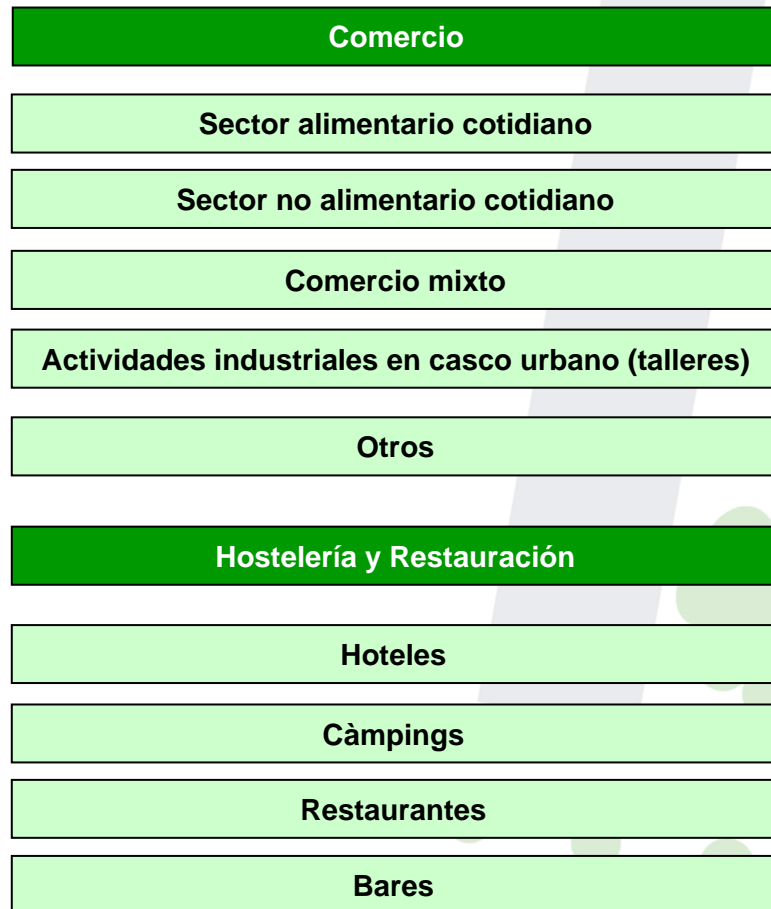 Comercio
Sector alimentario cotidiano
Sector no alimentario cotidiano
Comercio mixto
Actividades industriales en casco urbano (talleres)
Otros
Hostelería y Restauración
Hoteles
Càmpings
Restaurantes
Bares